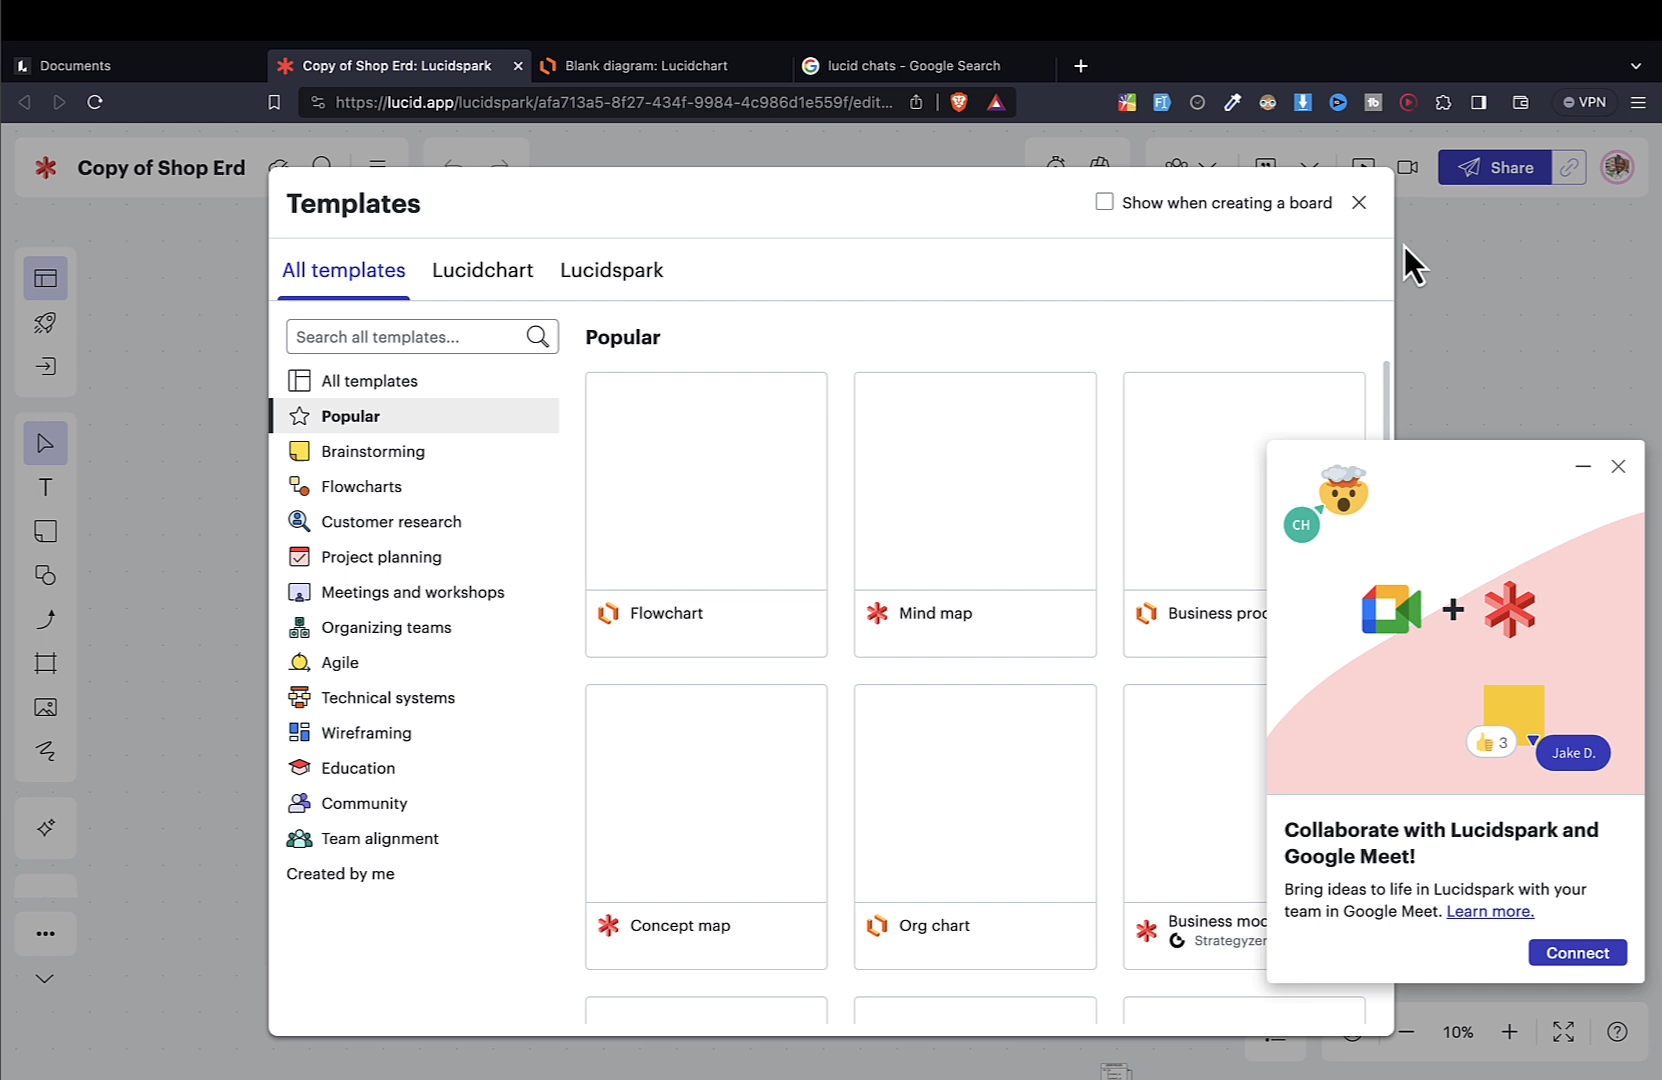 Documents
Copy of Shop Erd: Lucidspark
Blank diagram: Lucidchart
lucid chats - Google Search
https://lucid.app/lucidspark/afa713a5-8f27-434f-9984-4c986d1e559f/edit...
VPN
Copy of Shop Erd
Share
Templates
Show when creating a board
All templates
Lucidchart
Lucidspark
Search all templates...
Popular
All templates
Popular
Brainstorming
Flowcharts
Customer research
Project planning
Meetings and workshops
Organizing teams
Agile
Technical systems
Wireframing
Education
Community
Team alignment
Created by me
Flowchart
Mind map
Business proc
Concept map
Org chart
Business mod
Strategyzer
CH
3
Jake D.
Collaborate with Lucidspark and
Google Meet!
Bring ideas to life in Lucidspark with your
team in Google Meet. Learn more.
Connect
10%